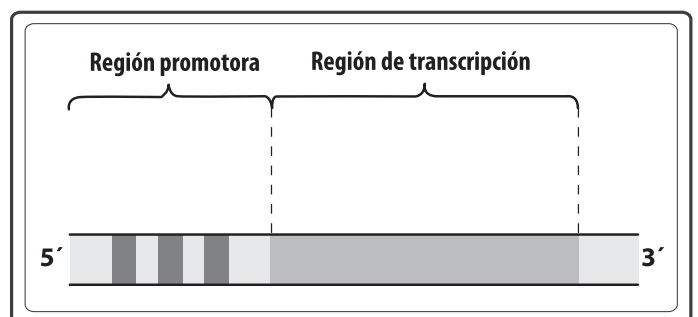 Región promotora
Región de transcripción
5´
3´